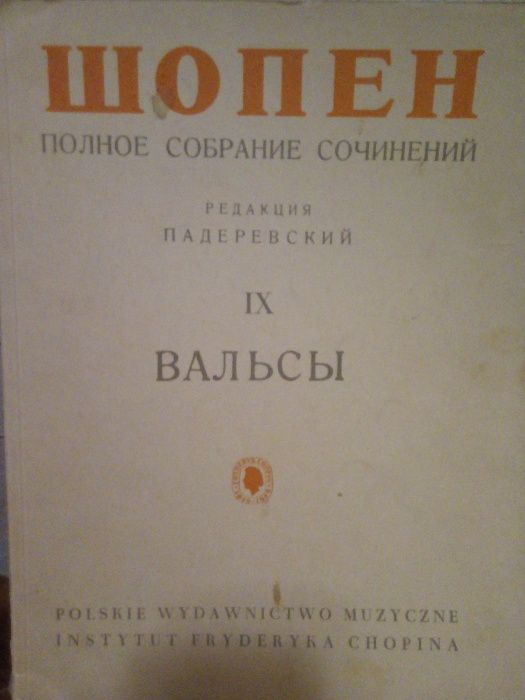 ШОПЕН
ПОЛНОЕ СОБРАНИЕ СОЧИНЕНИЙ
РЕДАКЦИЯ
ПАДЕРЕВСКИЙ
IX
ВАЛЬСЫ
POLSKIE WYDAWNICTWO MUZYCZNE
INSTYTUT FRYDERYKA CHOPINA